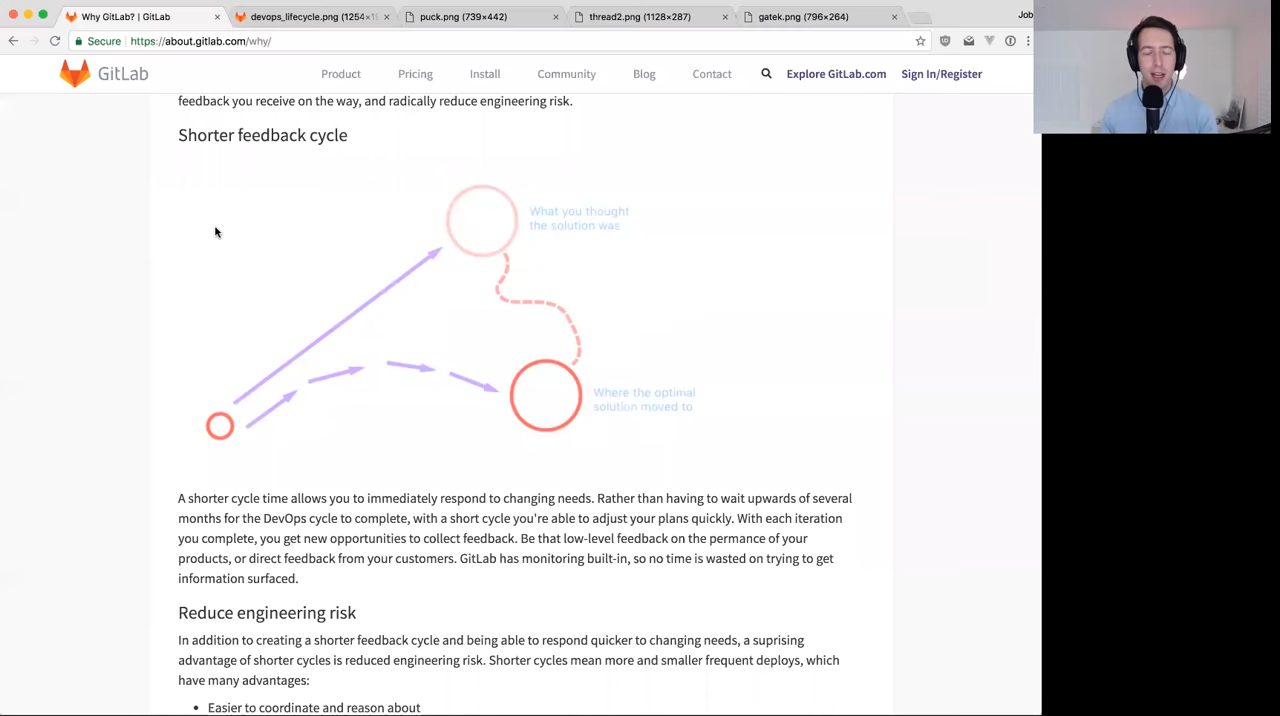 Why GitLab? | GitLab
devops_lifecycle.png (1254×1
puck.png (739×442)
thread2.png (1128×287)
gatek.png (796×264)
Job
Secure
https://about.gitlab.com/why/
GitLab
Product
Pricing
Install
Community
Blog
Contact
Explore GitLab.com
Sign In/Register
feedback you receive on the way, and radically reduce engineering risk.
Shorter feedback cycle
What you thought
the solution was
Where the optimal
solution moved to
A shorter cycle time allows you to immediately respond to changing needs. Rather than having to wait upwards of several
months for the DevOps cycle to complete, with a short cycle you're able to adjust your plans quickly. With each iteration
you complete, you get new opportunities to collect feedback. Be that low-level feedback on the permance of your
products, or direct feedback from your customers. GitLab has monitoring built-in, so no time is wasted on trying to get
information surfaced.
Reduce engineering risk
In addition to creating a shorter feedback cycle and being able to respond quicker to changing needs, a suprising
advantage of shorter cycles is reduced engineering risk. Shorter cycles mean more and smaller frequent deploys, which
have many advantages:
• Easier to coordinate and reason about